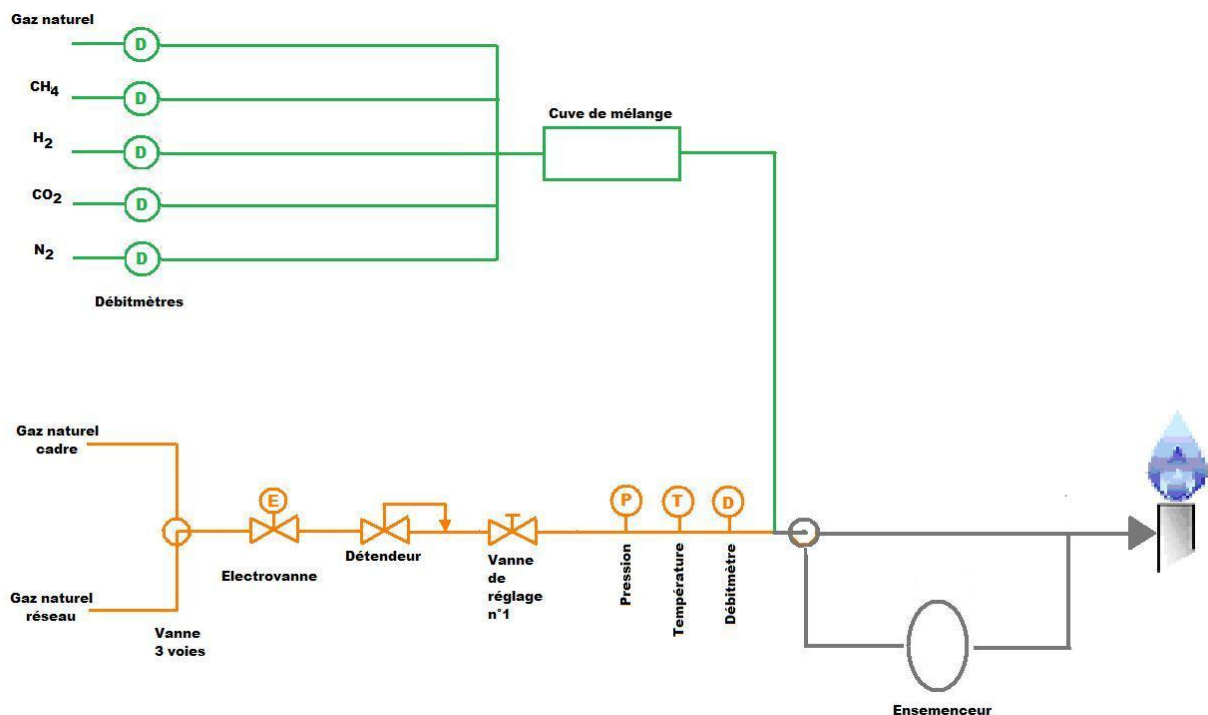 Gaz naturel
D
CH4
D
H2
D
CO2
D
N2
D
Débitmètres
Cuve de mélange
Gaz naturel
cadre
Gaz naturel
réseau
Vanne
3 voies
E
Electrovanne
Détendeur
Vanne
de
réglage
n°1
P
Pression
T
Température
D
Débitmètre
Ensemenceur